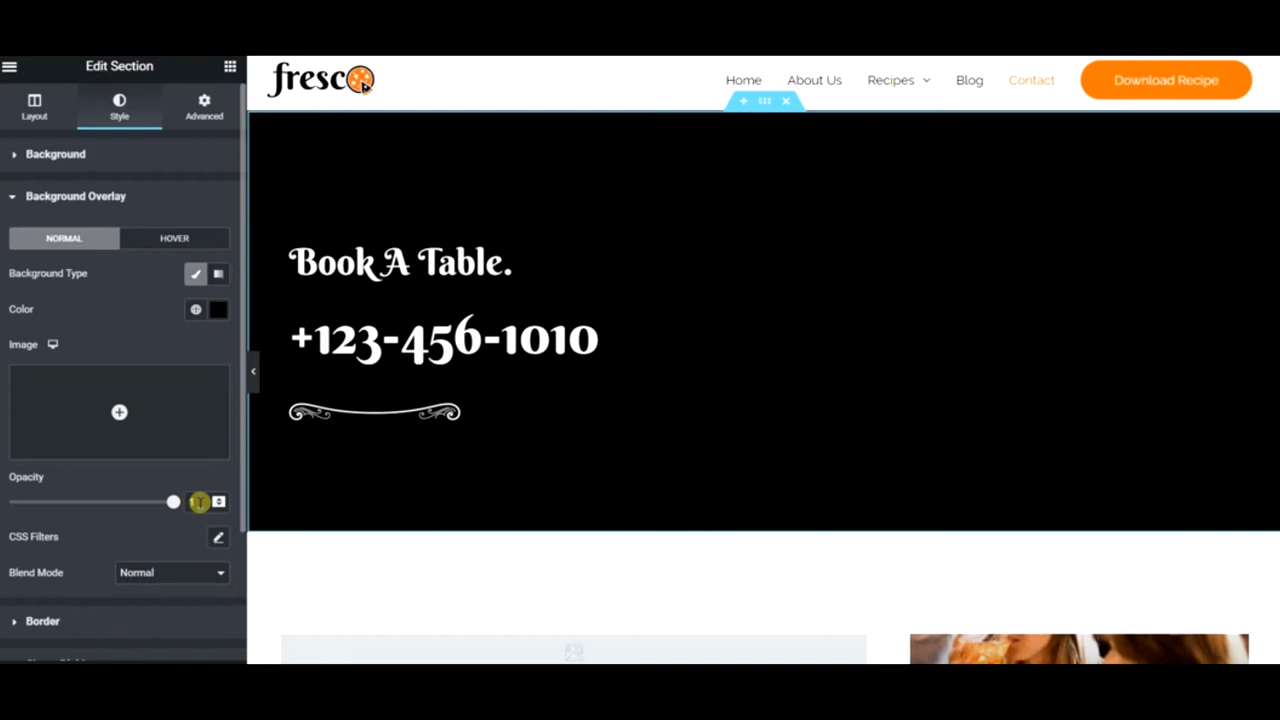 Edit Section
Layout
Style
Advanced
Background
Background Overlay
NORMAL
HOVER
Background Type
Color
Image
Opacity
1
CSS Filters
Blend Mode
Normal
Border
fresco
Home
About Us
Recipes
Blog
Contact
Download Recipe
Book A Table.
+123-456-1010